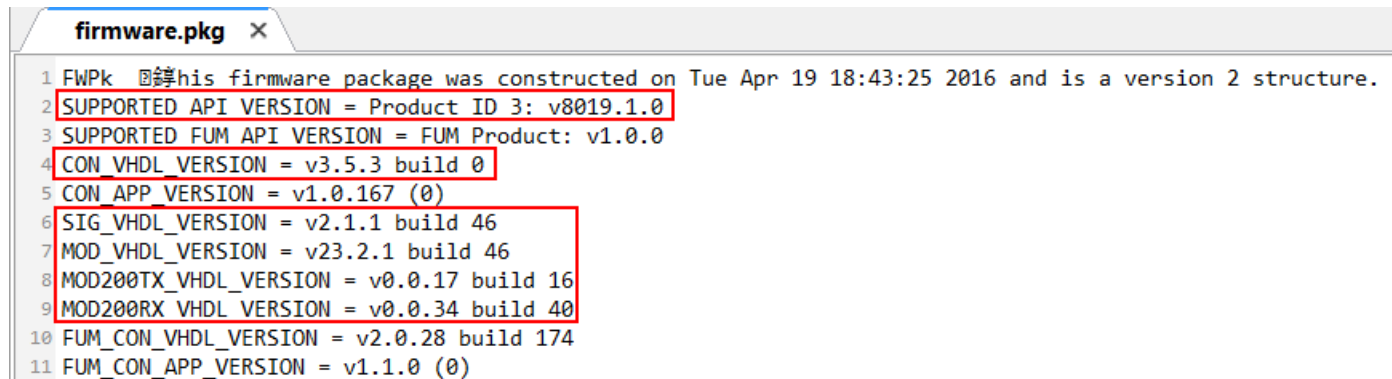 firmware.pkg ×
1 FWPk his firmware package was constructed on Tue Apr 19 18:43:25 2016 and is a version 2 structure.
2 SUPPORTED API VERSION = Product ID 3: v8019.1.0
3 SUPPORTED FUM API VERSION = FUM Product: v1.0.0
4 CON_VHDL_VERSION = v3.5.3 build 0
5 CON_APP_VERSION = v1.0.167 (0)
6 SIG_VHDL_VERSION = v2.1.1 build 46
7 MOD_VHDL_VERSION = v23.2.1 build 46
8 MOD200TX_VHDL_VERSION = v0.0.17 build 16
9 MOD200RX VHDL VERSION = v0.0.34 build 40
10 FUM_CON_VHDL_VERSION = v2.0.28 build 174
11 FUM_CON_APP_VERSION = v1.1.0 (0)